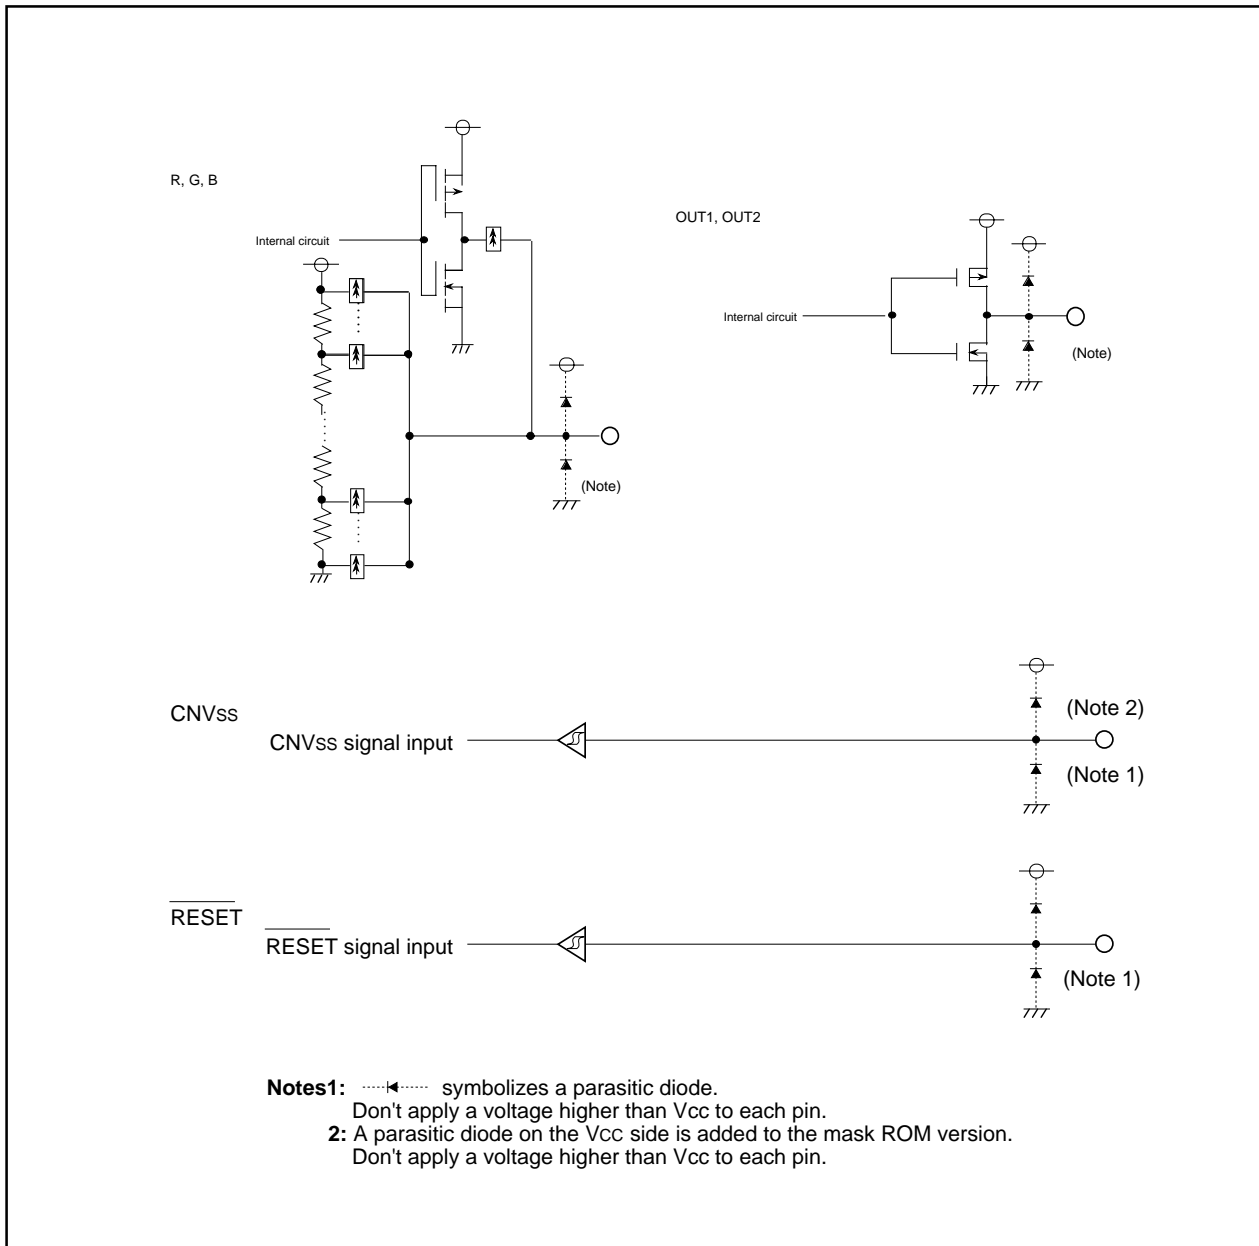 R, G, B
Internal circuit
(Note)
OUT1, OUT2
Internal circuit
(Note)
CNVss
CNVss signal input
(Note 2)
(Note 1)
RESET
RESET signal input
(Note 1)
Notes1: symbolizes a parasitic diode.
Don't apply a voltage higher than Vcc to each pin.
2: A parasitic diode on the Vcc side is added to the mask ROM version.
Don't apply a voltage higher than Vcc to each pin.